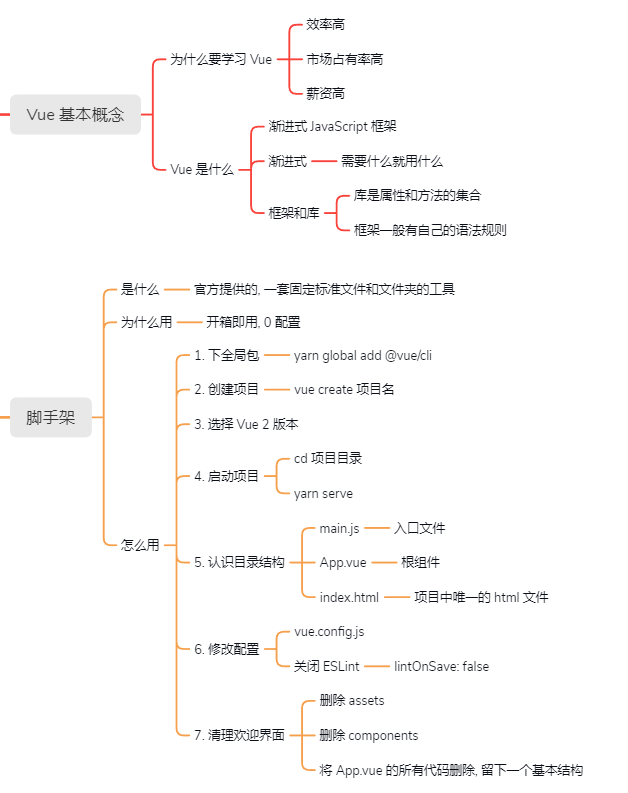 Vue 基本概念
为什么要学习 Vue
效率高
市场占有率高
薪资高
Vue 是什么
渐进式 JavaScript 框架
渐进式
需要什么就用什么
框架和库
库是属性和方法的集合
框架一般有自己的语法规则
脚手架
是什么
官方提供的, 一套固定标准文件和文件夹的工具
为什么用
开箱即用, 0 配置
怎么用
1. 下全局包
yarn global add @vue/cli
2. 创建项目
vue create 项目名
3. 选择 Vue 2 版本
4. 启动项目
cd 项目目录
yarn serve
5. 认识目录结构
main.js
入口文件
App.vue
根组件
index.html
项目中唯一的 html 文件
6. 修改配置
vue.config.js
关闭 ESLint
lintOnSave: false
7. 清理欢迎界面
删除 assets
删除 components
将 App.vue 的所有代码删除, 留下一个基本结构